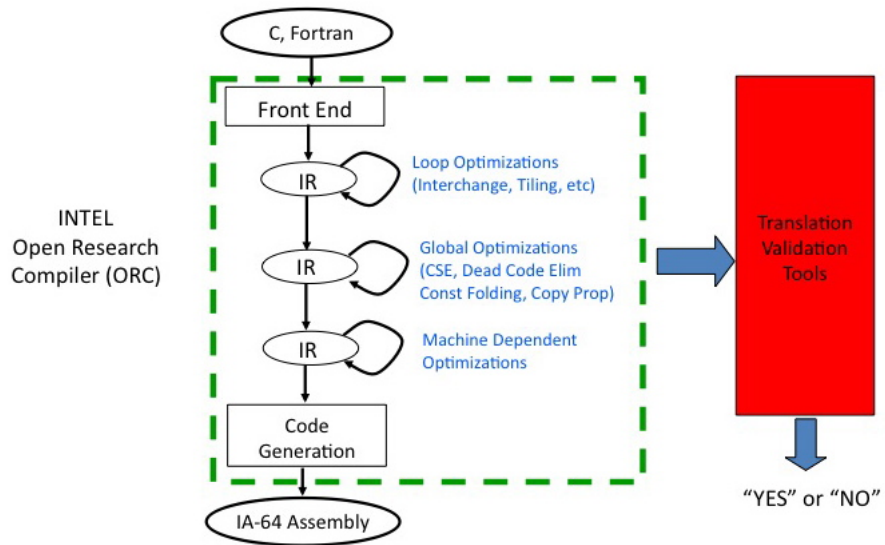 C, Fortran
Front End
IR
Loop Optimizations
(Interchange, Tiling, etc)
INTEL
Open Research
Compiler (ORC)
IR
Global Optimizations
(CSE, Dead Code Elim
Const Folding, Copy Prop)
Translation
Validation
Tools
IR
Machine Dependent
Optimizations
Code
Generation
IA-64 Assembly
“YES” or “NO”